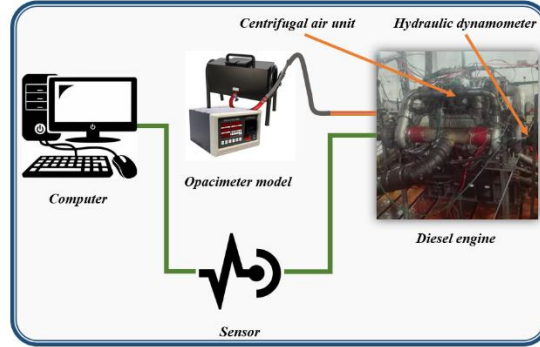 Centrifugal air unit
Hydraulic dynamometer
Computer
Opacimeter model
Diesel engine
Sensor